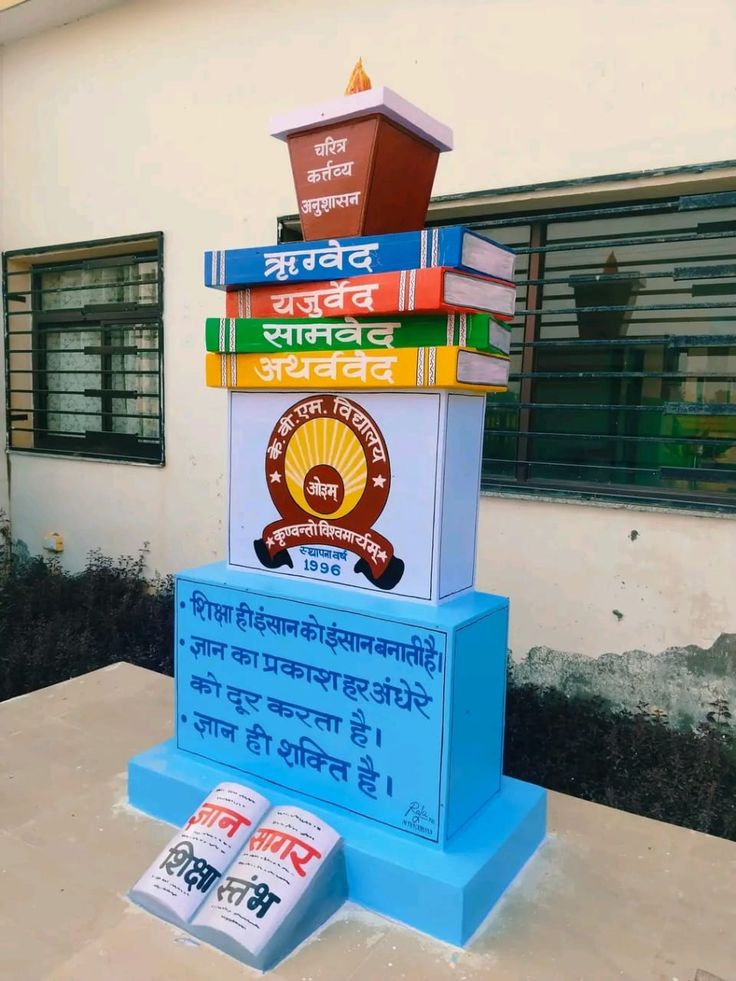 चरित्र
कर्त्तव्य
अनुशासन
ऋग्वेद
यजुर्वेद
सामवेद
अथर्ववेद
के. वी. एम. विद्यालय
ओ३म्
कृण्वन्तो विश्वमार्यम्
स्थापना वर्ष
1996
• शिक्षा ही इंसान को इंसान बनाती है।
• ज्ञान का प्रकाश हर अंधेरे
को दूर करता है।
• ज्ञान ही शक्ति है।
ज्ञान सागर
शिक्षा स्तंभ